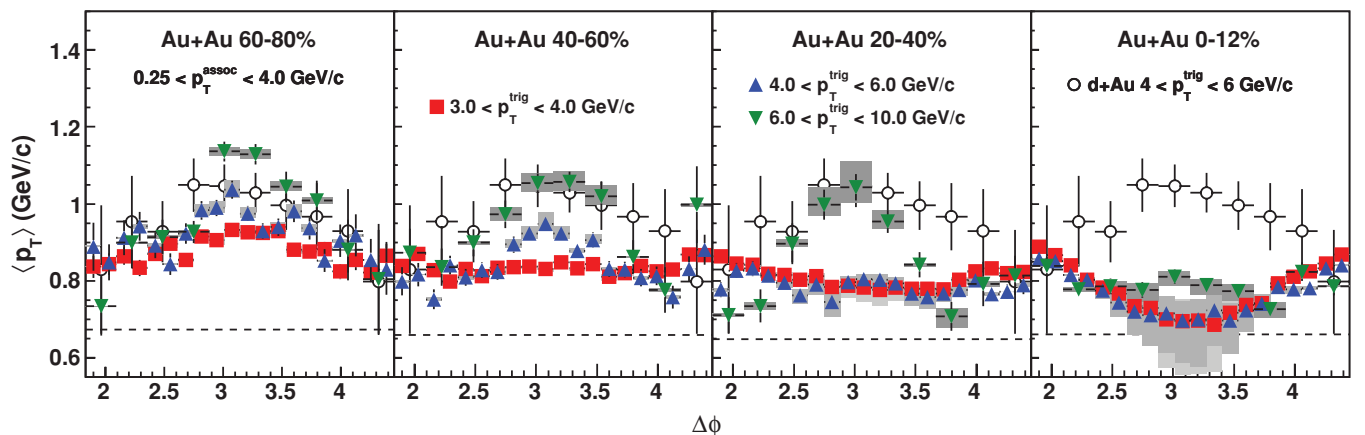 Au+Au 60-80%
0.25 < p_T^assoc < 4.0 GeV/c
Au+Au 40-60%
3.0 < p_T^trig < 4.0 GeV/c
Au+Au 20-40%
4.0 < p_T^trig < 6.0 GeV/c
6.0 < p_T^trig < 10.0 GeV/c
Au+Au 0-12%
d+Au 4 < p_T^trig < 6 GeV/c
⟨p_T⟩ (GeV/c)
1.4
1.2
1
0.8
0.6
2 2.5 3 3.5 4 2 2.5 3 3.5 4 2 2.5 3 3.5 4 2 2.5 3 3.5 4
Δϕ